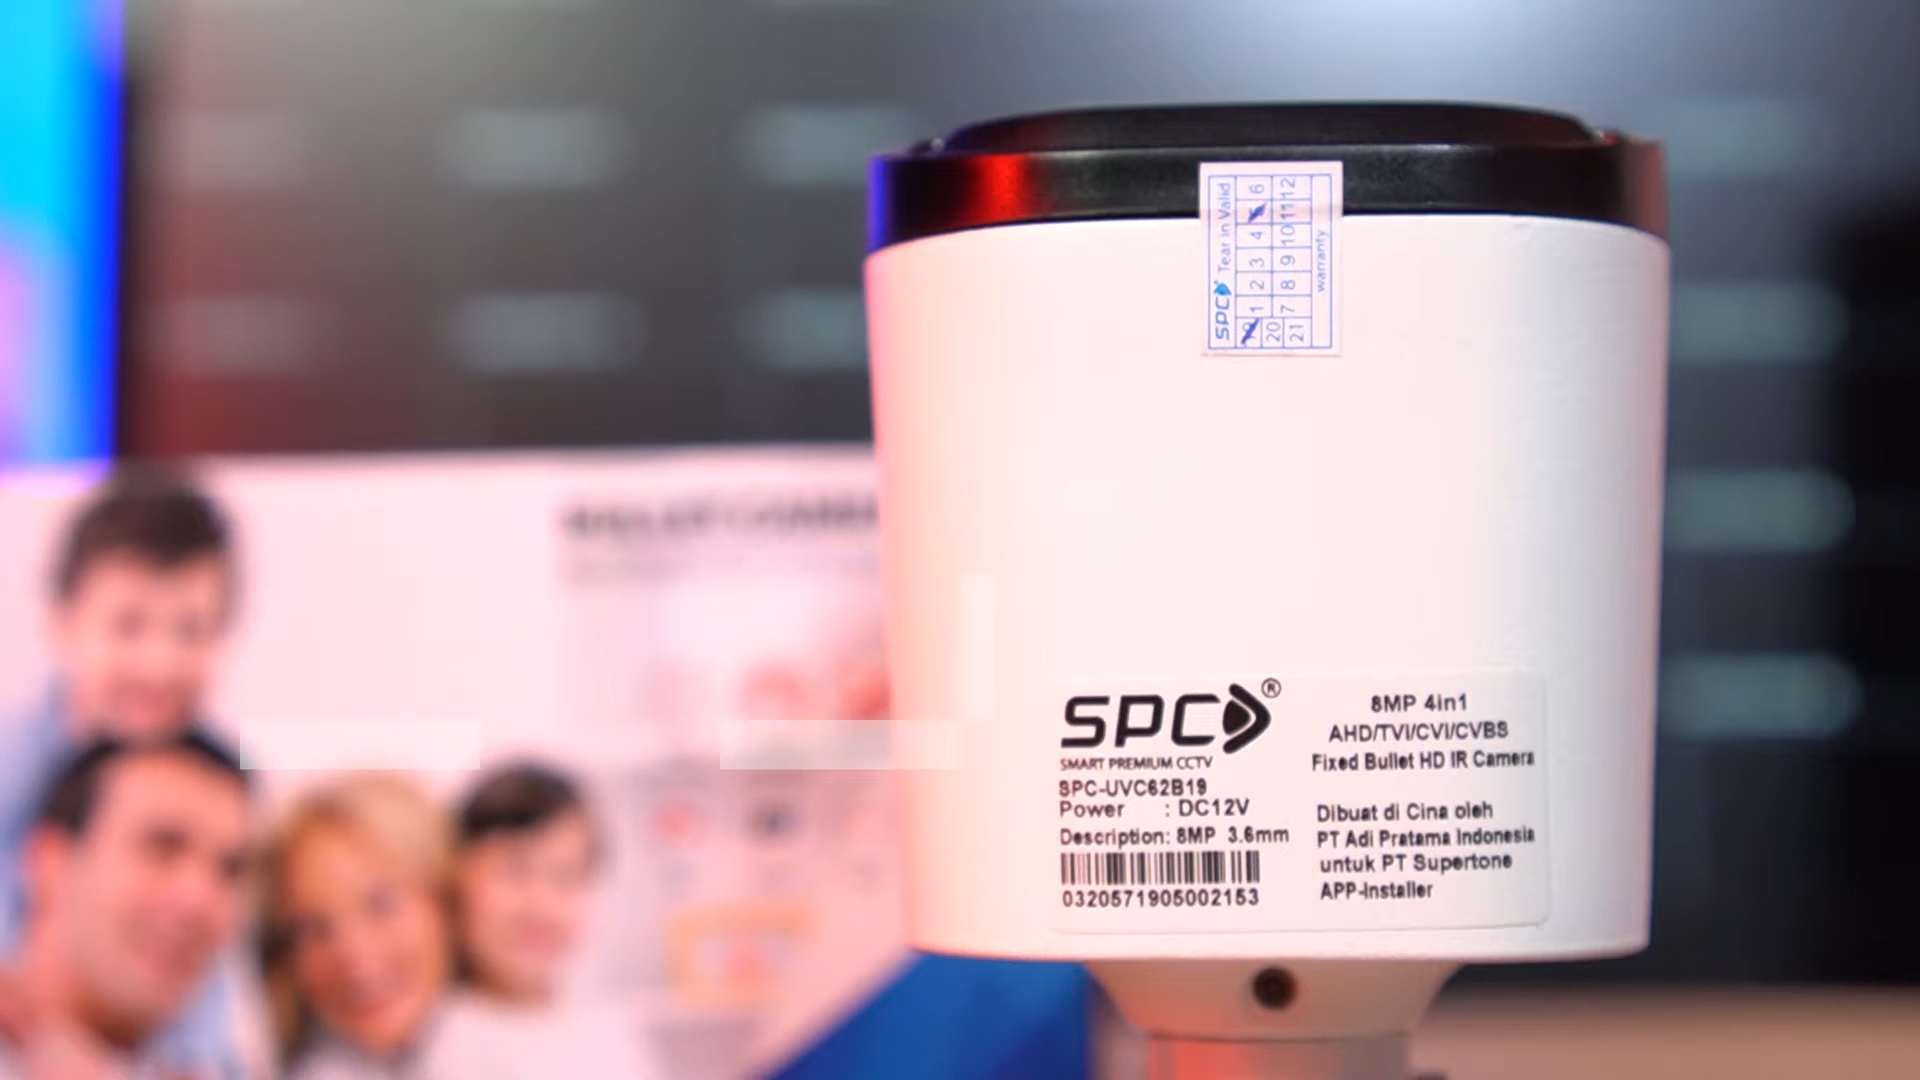 SPC Tear in Valid
1 2 3 4 6
20 7 8 9 10 11 12
21
warranty
SPC®
SMART PREMIUM CCTV
SPC-UVC62B19
Power : DC12V
Description: 8MP 3.6mm
0320571905002153
8MP 4in1
AHD/TVI/CVI/CVBS
Fixed Bullet HD IR Camera
Dibuat di Cina oleh
PT Adi Pratama Indonesia
untuk PT Supertone
APP-Installer